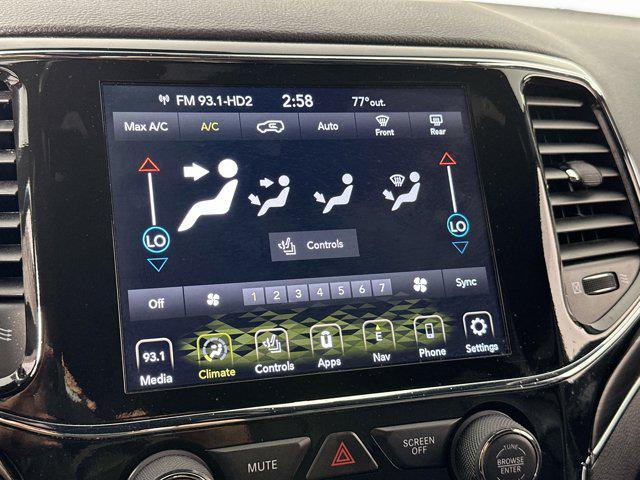 FM 93.1-HD2 2:58 77° out.
Max A/C A/C Auto Front Rear
LO LO
Controls
Off 1 2 3 4 5 6 7 Sync
93.1 E
Media Climate Controls Apps Nav Phone Settings
MUTE SCREEN OFF TUNE BROWSE ENTER